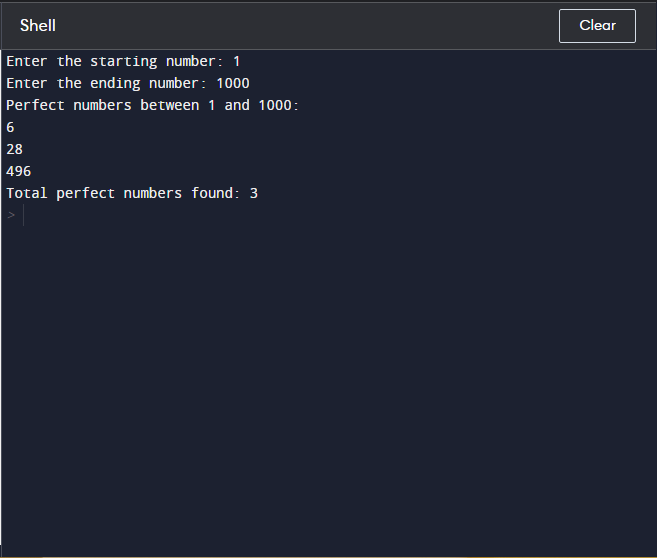 Shell
Clear
Enter the starting number: 1
Enter the ending number: 1000
Perfect numbers between 1 and 1000:
6
28
496
Total perfect numbers found: 3
>